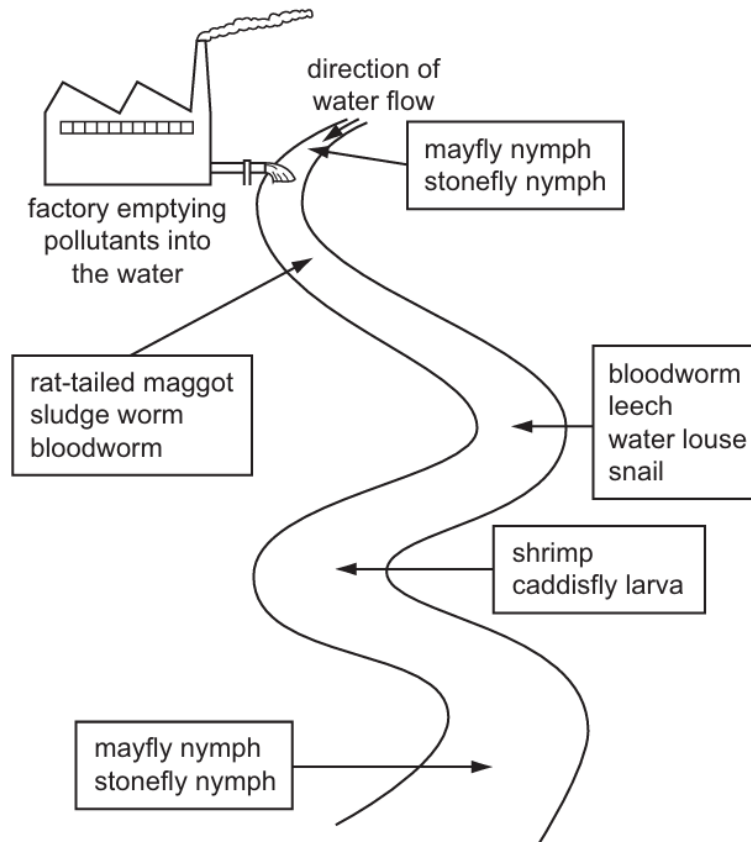 direction of
water flow
mayfly nymph
stonefly nymph
factory emptying
pollutants into
the water
rat-tailed maggot
sludge worm
bloodworm
bloodworm
leech
water louse
snail
shrimp
caddisfly larva
mayfly nymph
stonefly nymph